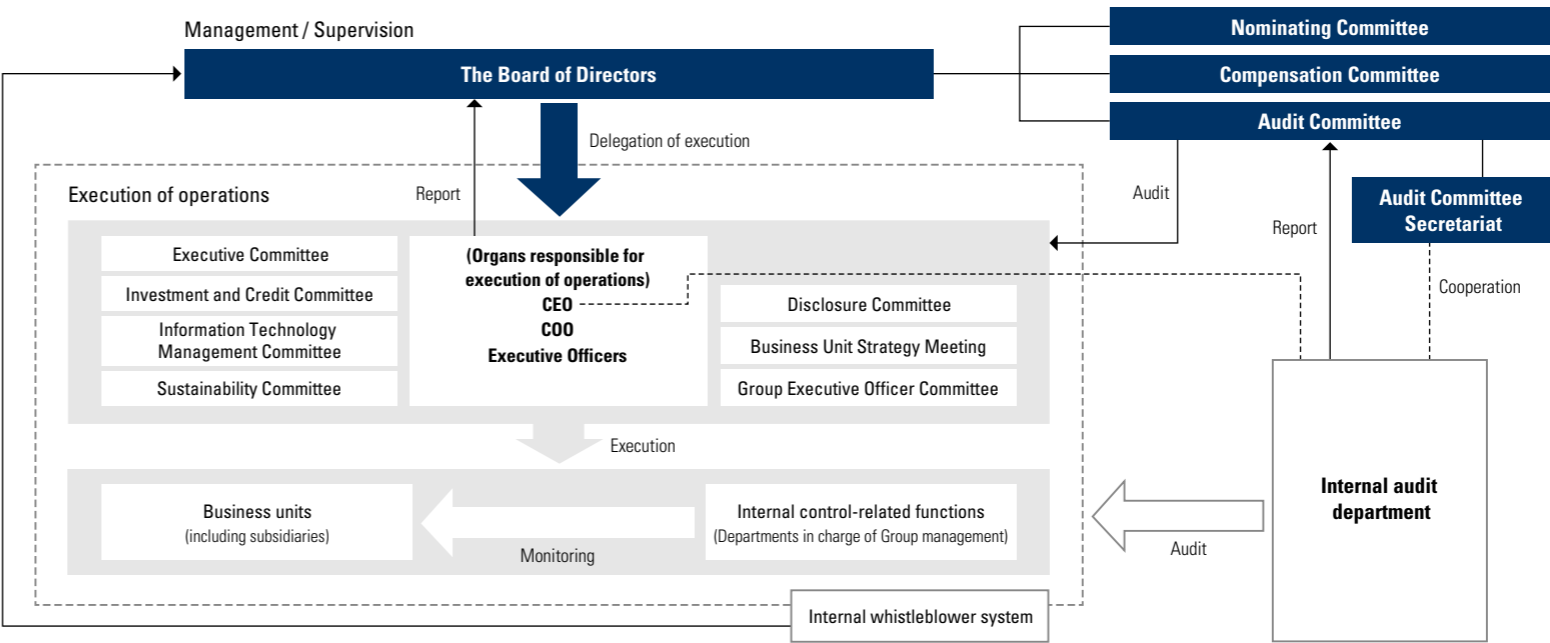 Management / Supervision
The Board of Directors
Nominating Committee
Compensation Committee
Audit Committee
Delegation of execution
Audit
Report
Audit Committee
Secretariat
Cooperation
Execution of operations
Report
Executive Committee
Investment and Credit Committee
Information Technology
Management Committee
Sustainability Committee
(Organs responsible for
execution of operations)
CEO
COO
Executive Officers
Disclosure Committee
Business Unit Strategy Meeting
Group Executive Officer Committee
Execution
Business units
(including subsidiaries)
Monitoring
Internal control-related functions
(Departments in charge of Group management)
Audit
Internal audit
department
Internal whistleblower system